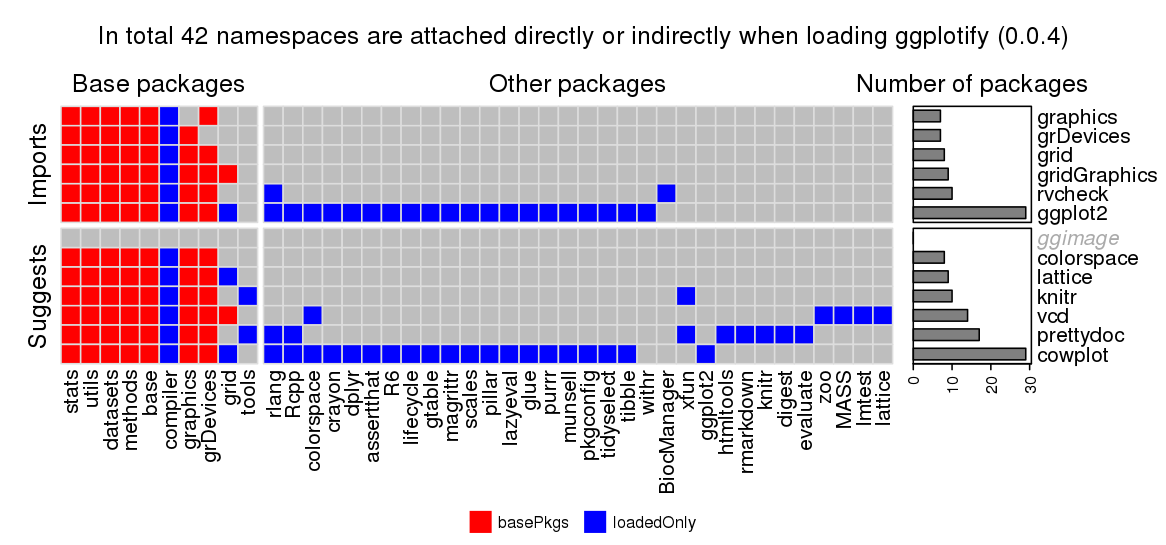 In total 42 namespaces are attached directly or indirectly when loading ggplotify (0.0.4)
Base packages
Other packages
Number of packages
Imports
graphics
grDevices
grid
gridGraphics
rvcheck
ggplot2
Suggests
ggimage
colorspace
lattice
knitr
vcd
prettydoc
cowplot
0
10
20
30
stats
utils
datasets
methods
base
compiler
graphics
grDevices
grid
tools
rlang
Rcpp
colorspace
crayon
dplyr
assertthat
R6
lifecycle
gtable
magrittr
scales
pillar
lazyeval
glue
purrr
munsell
pkgconfig
tidyselect
tibble
withr
BiocManager
xfun
ggplot2
htmltools
rmarkdown
knitr
digest
evaluate
zoo
MASS
lmtest
lattice
basePkgs
loadedOnly